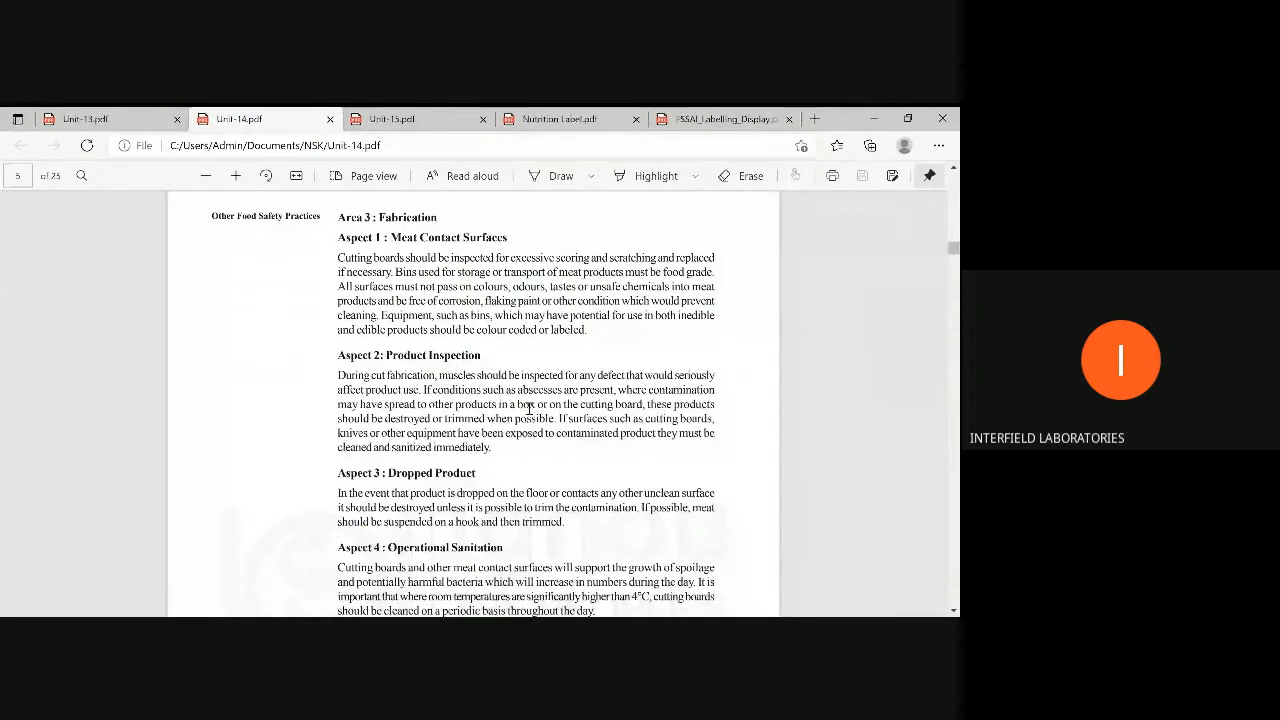 Unit-13.pdf
Unit-14.pdf
Unit-15.pdf
Nutrition Label.pdf
FSSAI_Labelling_Display.p
File
C:/Users/Admin/Documents/NSK/Unit-14.pdf
5
of 25
Page view
Read aloud
Draw
Highlight
Erase
Other Food Safety Practices
Area 3 : Fabrication
Aspect 1 : Meat Contact Surfaces
Cutting boards should be inspected for excessive scoring and scratching and replaced
if necessary. Bins used for storage or transport of meat products must be food grade.
All surfaces must not pass on colours, odours, tastes or unsafe chemicals into meat
products and be free of corrosion, flaking paint or other condition which would prevent
cleaning. Equipment, such as bins, which may have potential for use in both inedible
and edible products should be colour coded or labeled.
Aspect 2: Product Inspection
During cut fabrication, muscles should be inspected for any defect that would seriously
affect product use. If conditions such as abscesses are present, where contamination
may have spread to other products in a box or on the cutting board, these products
should be destroyed or trimmed when possible. If surfaces such as cutting boards,
knives or other equipment have been exposed to contaminated product they must be
cleaned and sanitized immediately.
Aspect 3 : Dropped Product
In the event that product is dropped on the floor or contacts any other unclean surface
it should be destroyed unless it is possible to trim the contamination. If possible, meat
should be suspended on a hook and then trimmed.
Aspect 4 : Operational Sanitation
Cutting boards and other meat contact surfaces will support the growth of spoilage
and potentially harmful bacteria which will increase in numbers during the day. It is
important that where room temperatures are significantly higher than 4°C, cutting boards
should be cleaned on a periodic basis throughout the day.
I
INTERFIELD LABORATORIES